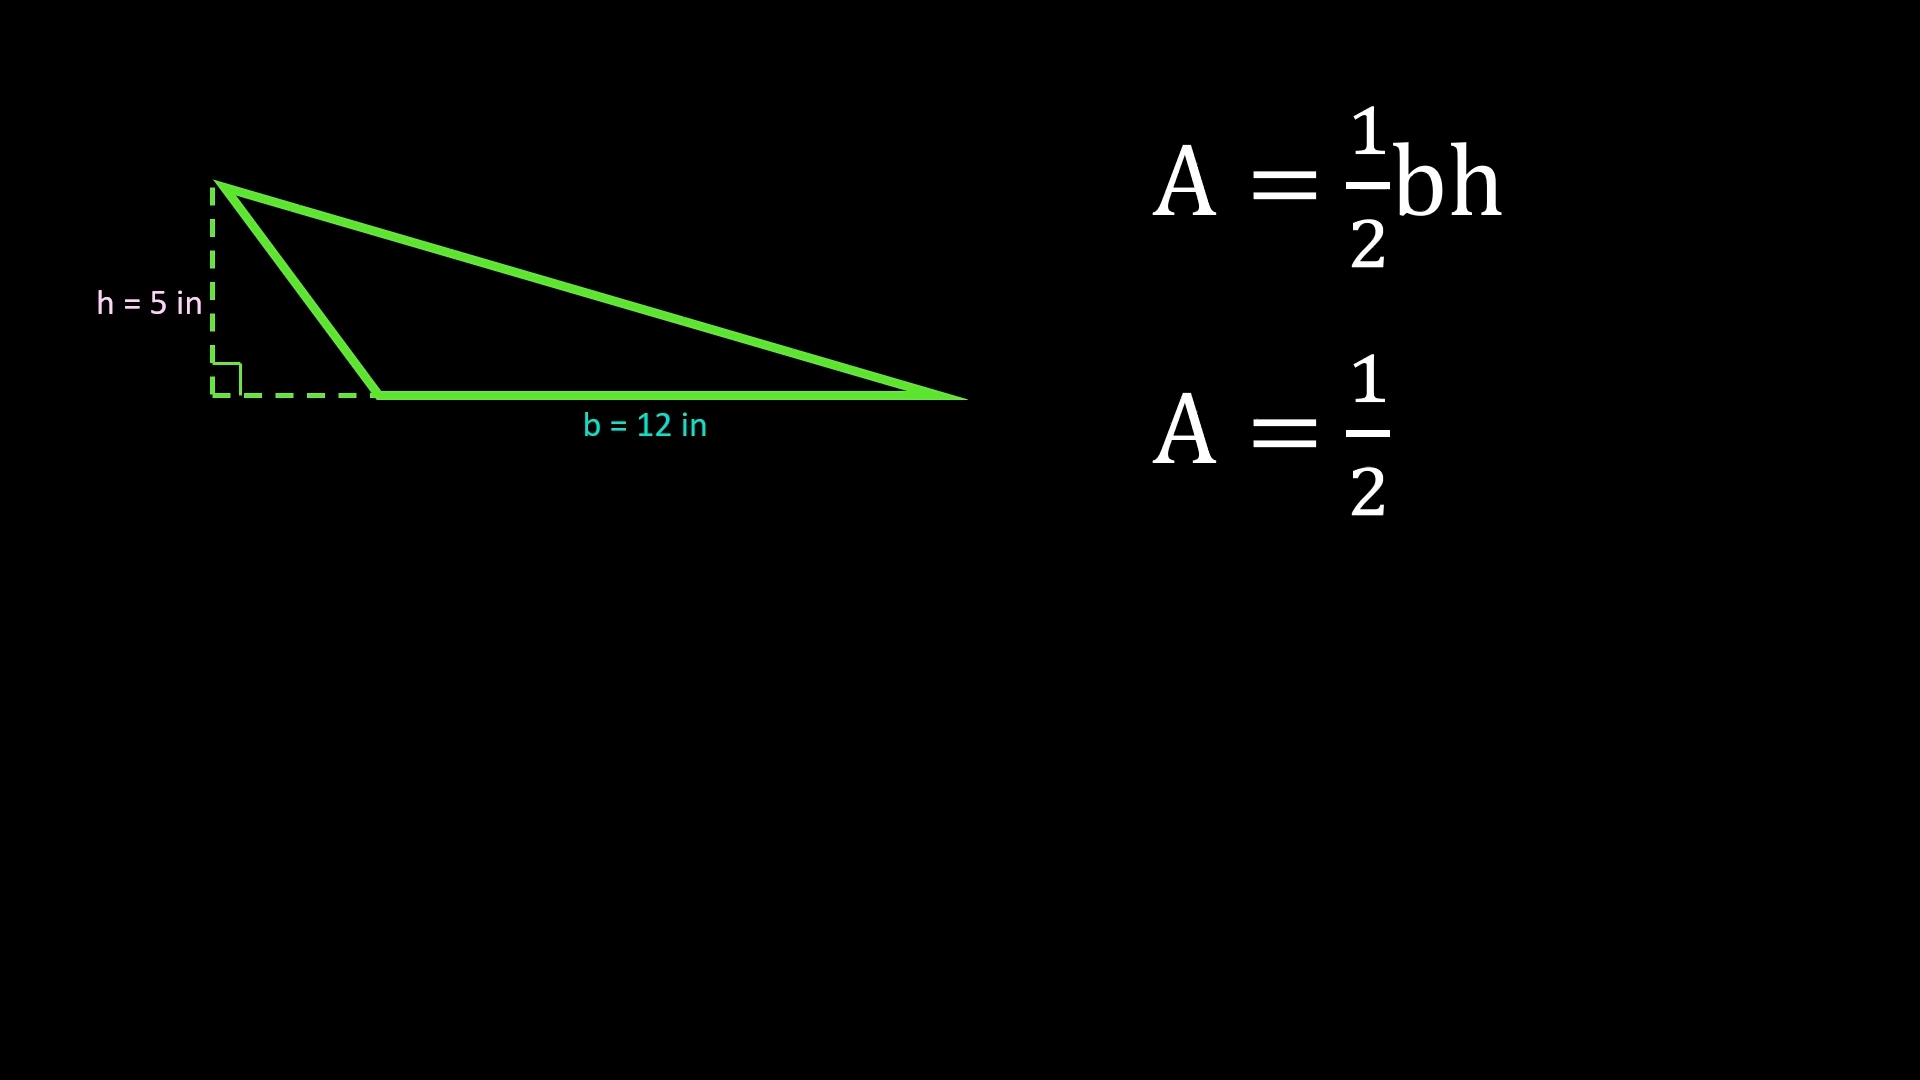 A = 1/2 bh
h = 5 in
A = 1/2
b = 12 in